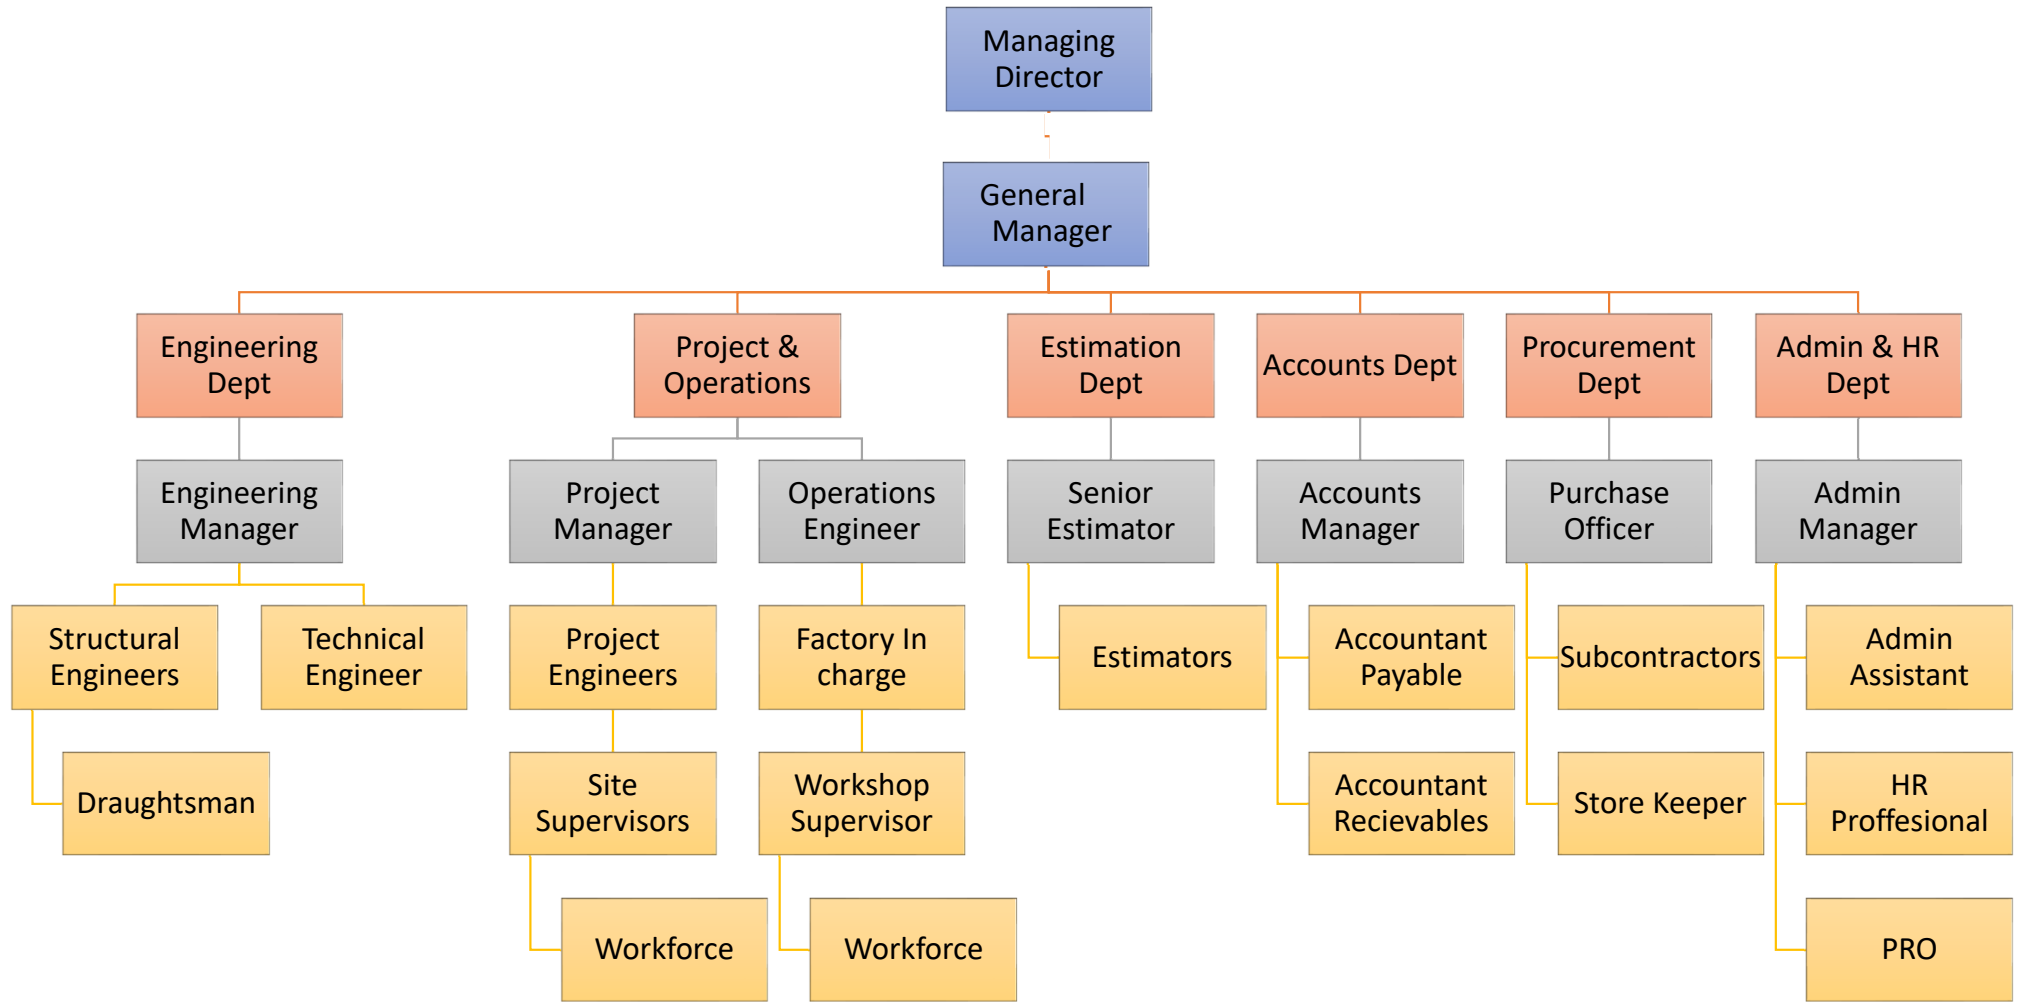 Managing
Director
General
Manager
Engineering
Dept
Project &
Operations
Estimation
Dept
Accounts Dept
Procurement
Dept
Admin & HR
Dept
Engineering
Manager
Project
Manager
Operations
Engineer
Senior
Estimator
Accounts
Manager
Purchase
Officer
Admin
Manager
Structural
Engineers
Technical
Engineer
Project
Engineers
Factory In
charge
Estimators
Accountant
Payable
Subcontractors
Admin
Assistant
Draughtsman
Site
Supervisors
Workshop
Supervisor
Accountant
Recievables
Store Keeper
HR
Proffesional
Workforce
Workforce
PRO